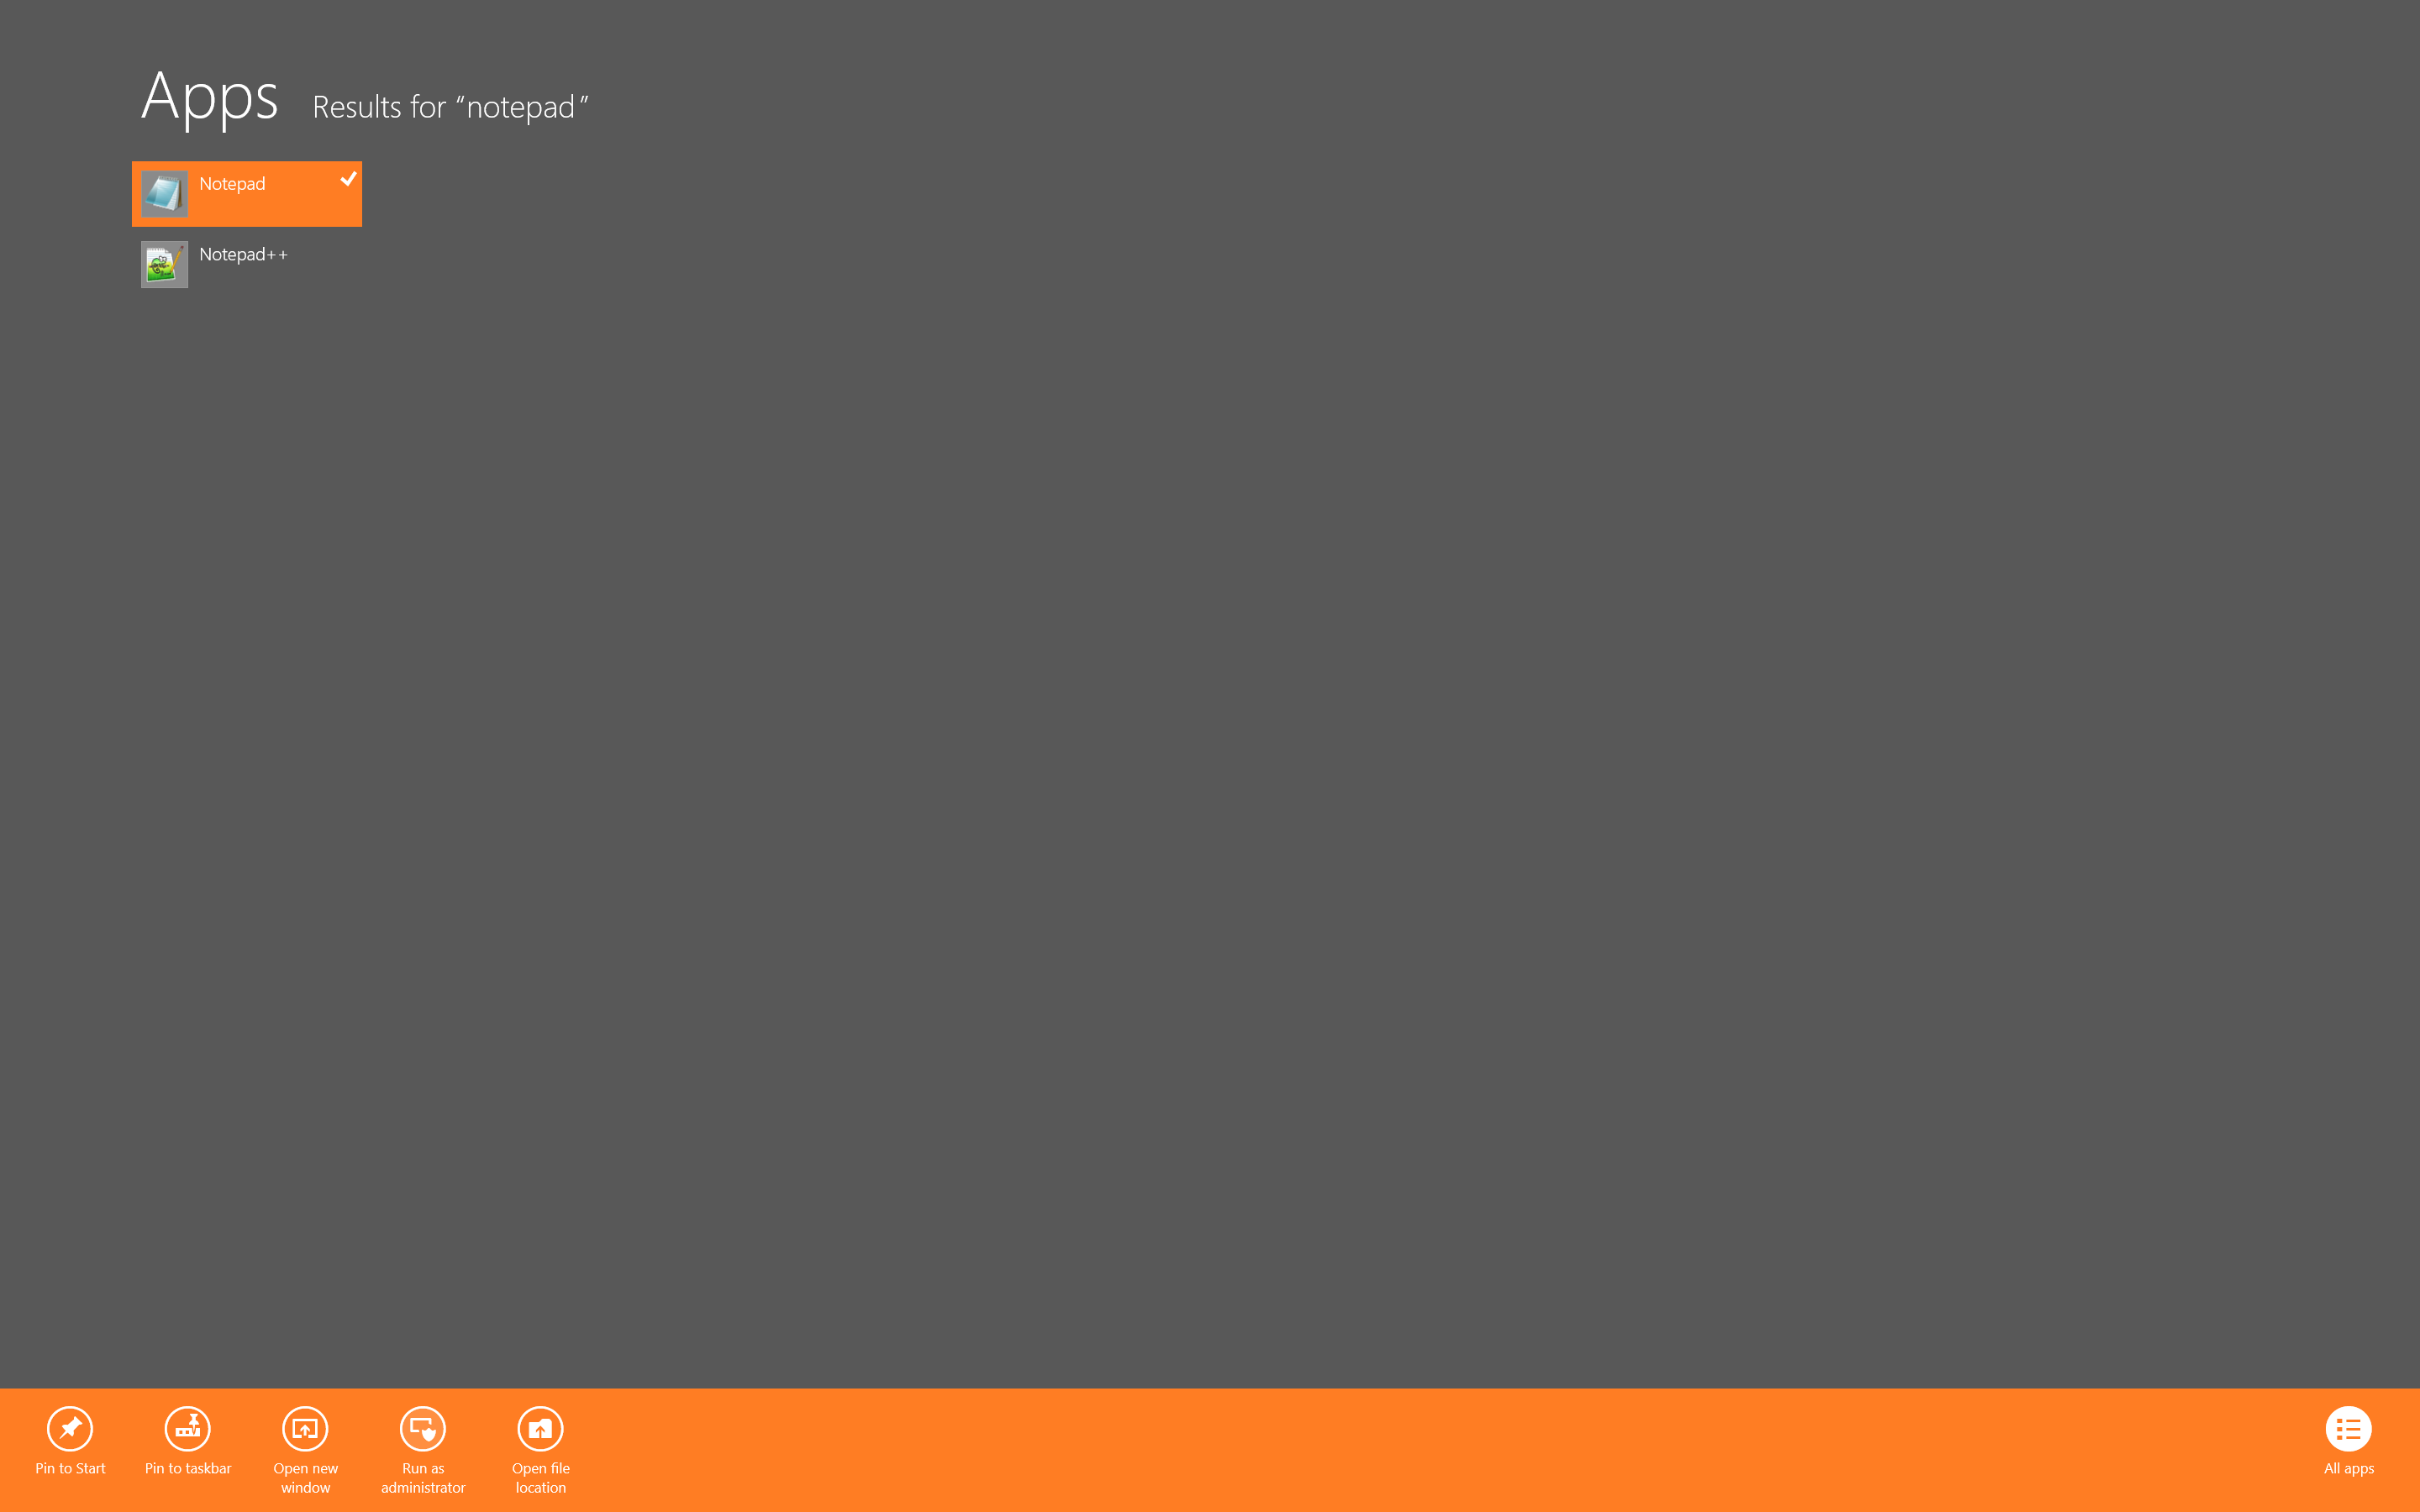 Apps Results for “notepad”
Notepad
Notepad++
Pin to Start
Pin to taskbar
Open new
window
Run as
administrator
Open file
location
All apps